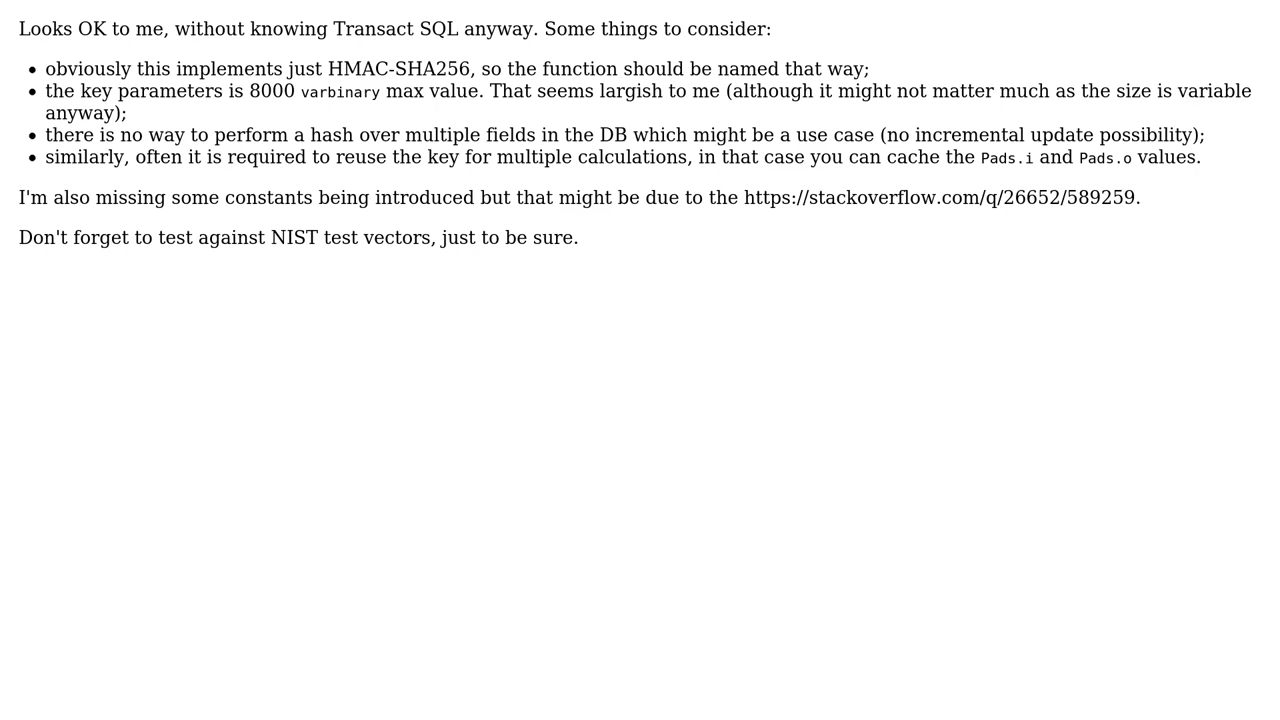 Looks OK to me, without knowing Transact SQL anyway. Some things to consider:
• obviously this implements just HMAC-SHA256, so the function should be named that way;
• the key parameters is 8000 varbinary max value. That seems largish to me (although it might not matter much as the size is variable
anyway);
• there is no way to perform a hash over multiple fields in the DB which might be a use case (no incremental update possibility);
• similarly, often it is required to reuse the key for multiple calculations, in that case you can cache the Pads.i and Pads.o values.
I'm also missing some constants being introduced but that might be due to the https://stackoverflow.com/q/26652/589259.
Don't forget to test against NIST test vectors, just to be sure.